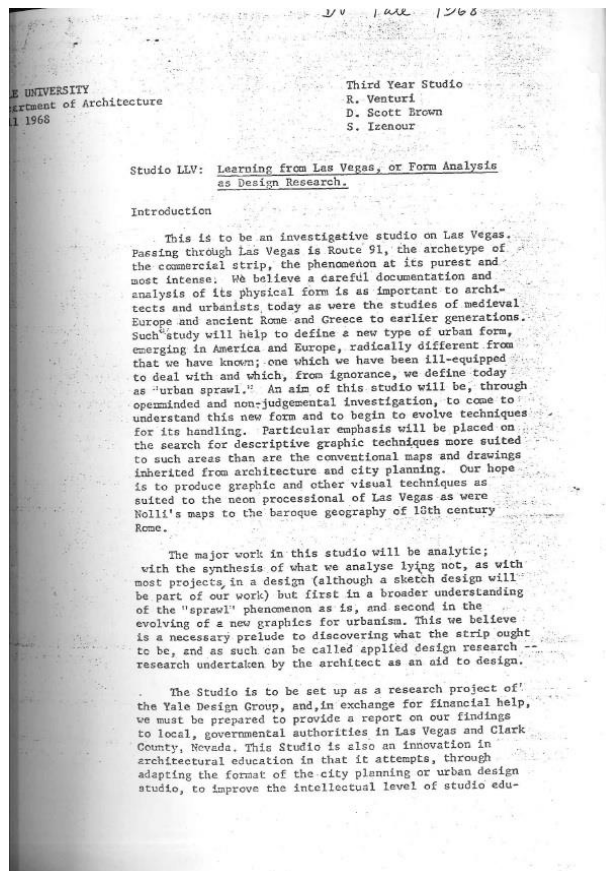 Yale 1968
LE UNIVERSITY
artment of Architecture
ll 1968
Third Year Studio
R. Venturi
D. Scott Brown
S. Izenour
Studio LLV: Learning from Las Vegas, or Form Analysis
as Design Research.
Introduction
This is to be an investigative studio on Las Vegas.
Passing through Las Vegas is Route 91, the archetype of
the commercial strip, the phenomenon at its purest and
most intense. We believe a careful documentation and
analysis of its physical form is as important to archi-
tects and urbanists today as were the studies of medieval
Europe and ancient Rome and Greece to earlier generations.
Such study will help to define a new type of urban form,
emerging in America and Europe, radically different from
that we have known; one which we have been ill-equipped
to deal with and which, from ignorance, we define today
as "urban sprawl." An aim of this studio will be, through
openminded and non-judgemental investigation, to come to
understand this new form and to begin to evolve techniques
for its handling. Particular emphasis will be placed on
the search for descriptive graphic techniques more suited
to such areas than are the conventional maps and drawings
inherited from architecture and city planning. Our hope
is to produce graphic and other visual techniques as
suited to the neon processional of Las Vegas as were
Nolli's maps to the baroque geography of 18th century
Rome.
The major work in this studio will be analytic;
with the synthesis of what we analyse lying not, as with
most projects, in a design (although a sketch design will
be part of our work) but first in a broader understanding
of the "sprawl" phenomenon as is, and second in the
evolving of a new graphics for urbanism. This we believe
is a necessary prelude to discovering what the strip ought
to be, and as such can be called applied design research --
research undertaken by the architect as an aid to design.
The Studio is to be set up as a research project of
the Yale Design Group, and, in exchange for financial help,
we must be prepared to provide a report on our findings
to local, governmental authorities in Las Vegas and Clark
County, Nevada. This Studio is also an innovation in
architectural education in that it attempts, through
adapting the format of the city planning or urban design
studio, to improve the intellectual level of studio edu-